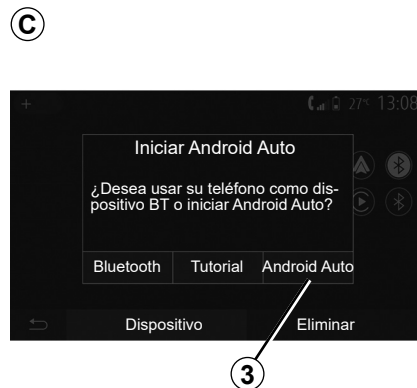 C
+ 27°C 13:08
Iniciar Android Auto
¿Desea usar su teléfono como dis-
positivo BT o iniciar Android Auto?
Bluetooth Tutorial Android Auto
Dispositivo Eliminar
3